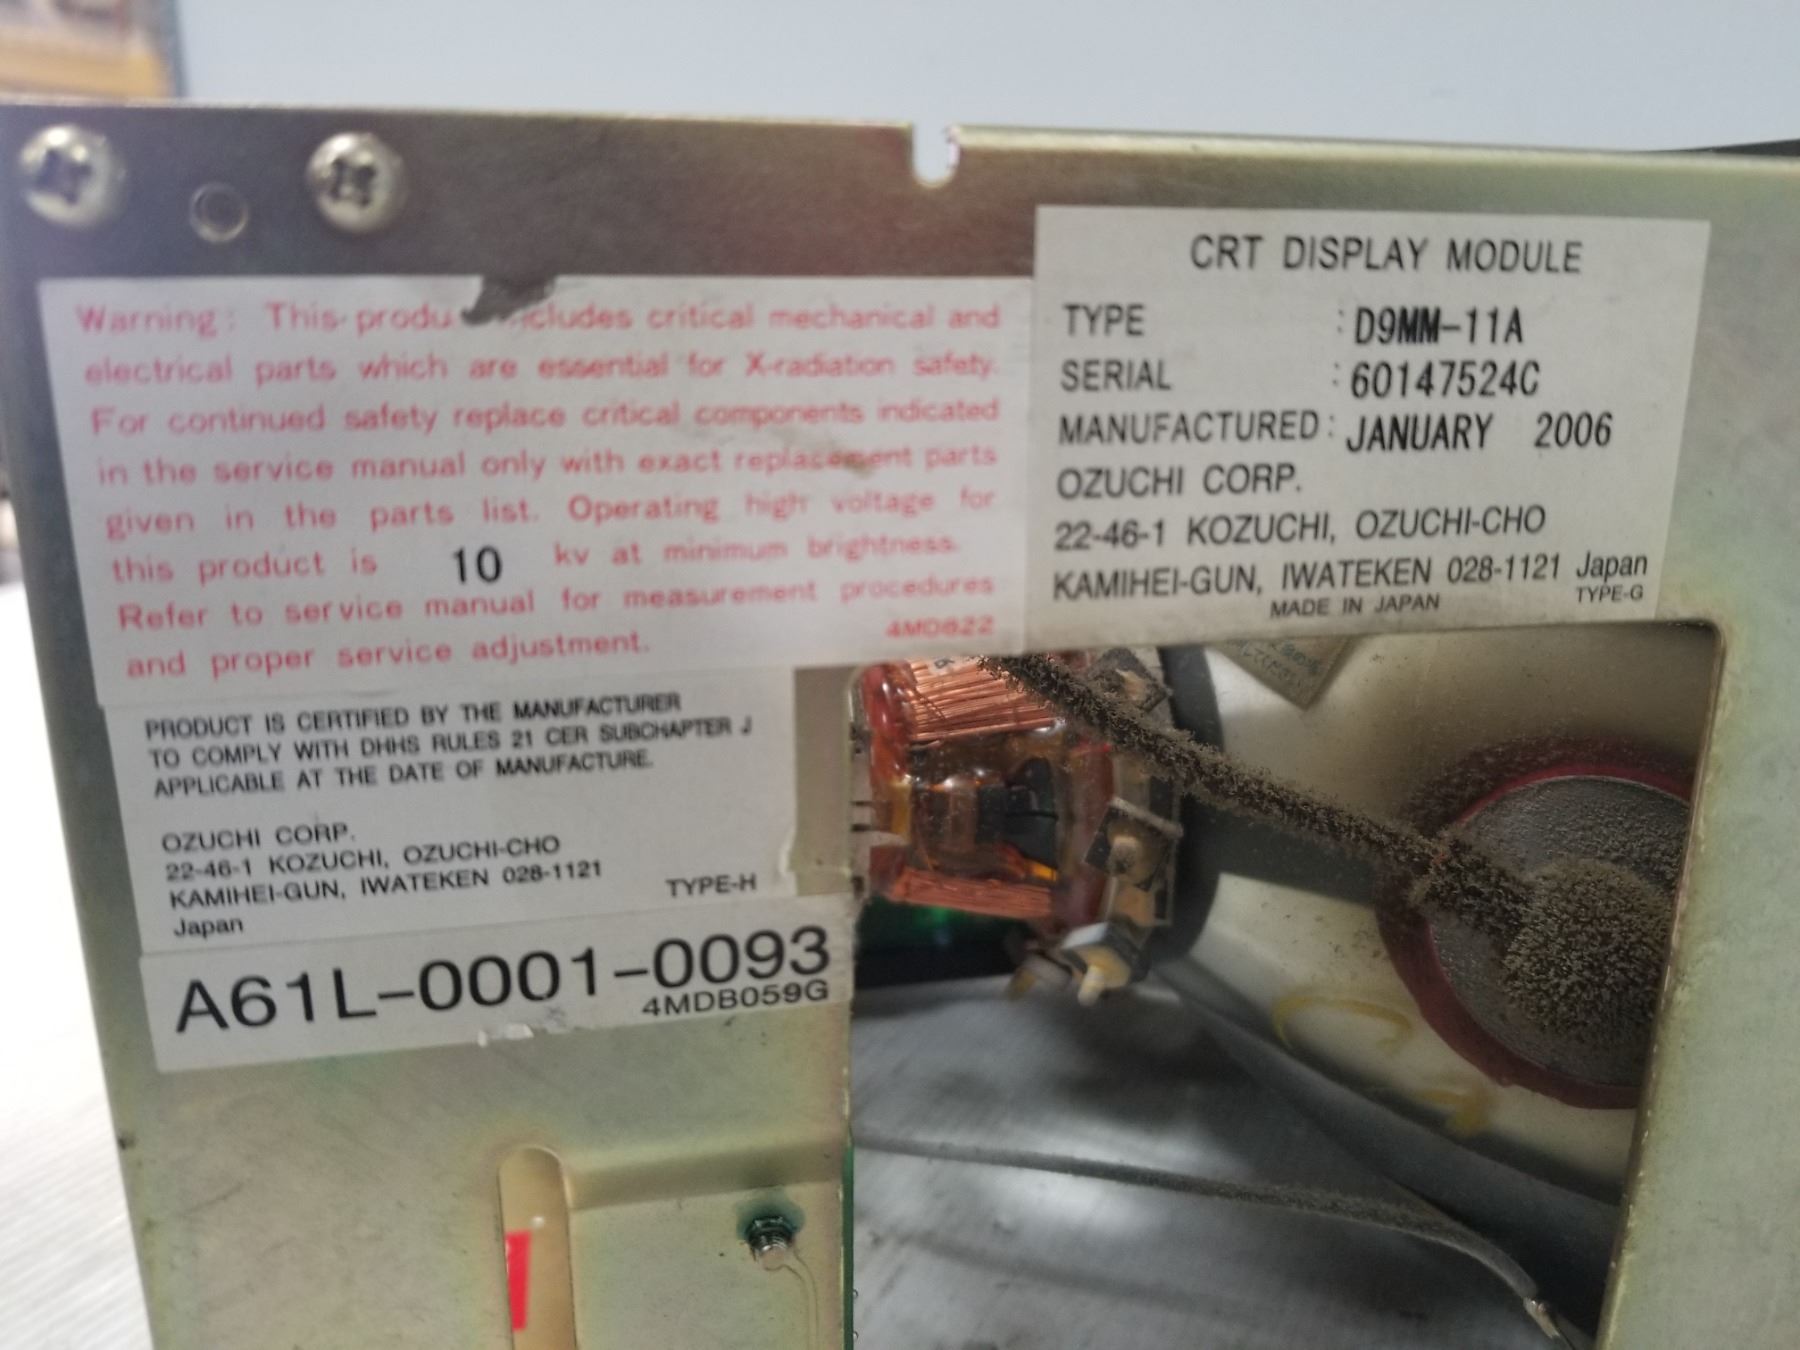 Warning: This produ cludes critical mechanical and
electrical parts which are essential for X-radiation safety.
For continued safety replace critical components indicated
in the service manual only with exact replacement parts
given in the parts list. Operating high voltage for
this product is 10 kv at minimum brightness.
Refer to service manual for measurement procedures
and proper service adjustment.
4MD822
CRT DISPLAY MODULE
TYPE : D9MM-11A
SERIAL : 60147524C
MANUFACTURED: JANUARY 2006
OZUCHI CORP.
22-46-1 KOZUCHI, OZUCHI-CHO
KAMIHEI-GUN, IWATEKEN 028-1121 Japan
MADE IN JAPAN TYPE-G
PRODUCT IS CERTIFIED BY THE MANUFACTURER
TO COMPLY WITH DHHS RULES 21 CER SUBCHAPTER J
APPLICABLE AT THE DATE OF MANUFACTURE.
OZUCHI CORP.
22-46-1 KOZUCHI, OZUCHI-CHO
KAMIHEI-GUN, IWATEKEN 028-1121 TYPE-H
Japan
A61L-0001-0093
4MDB059G